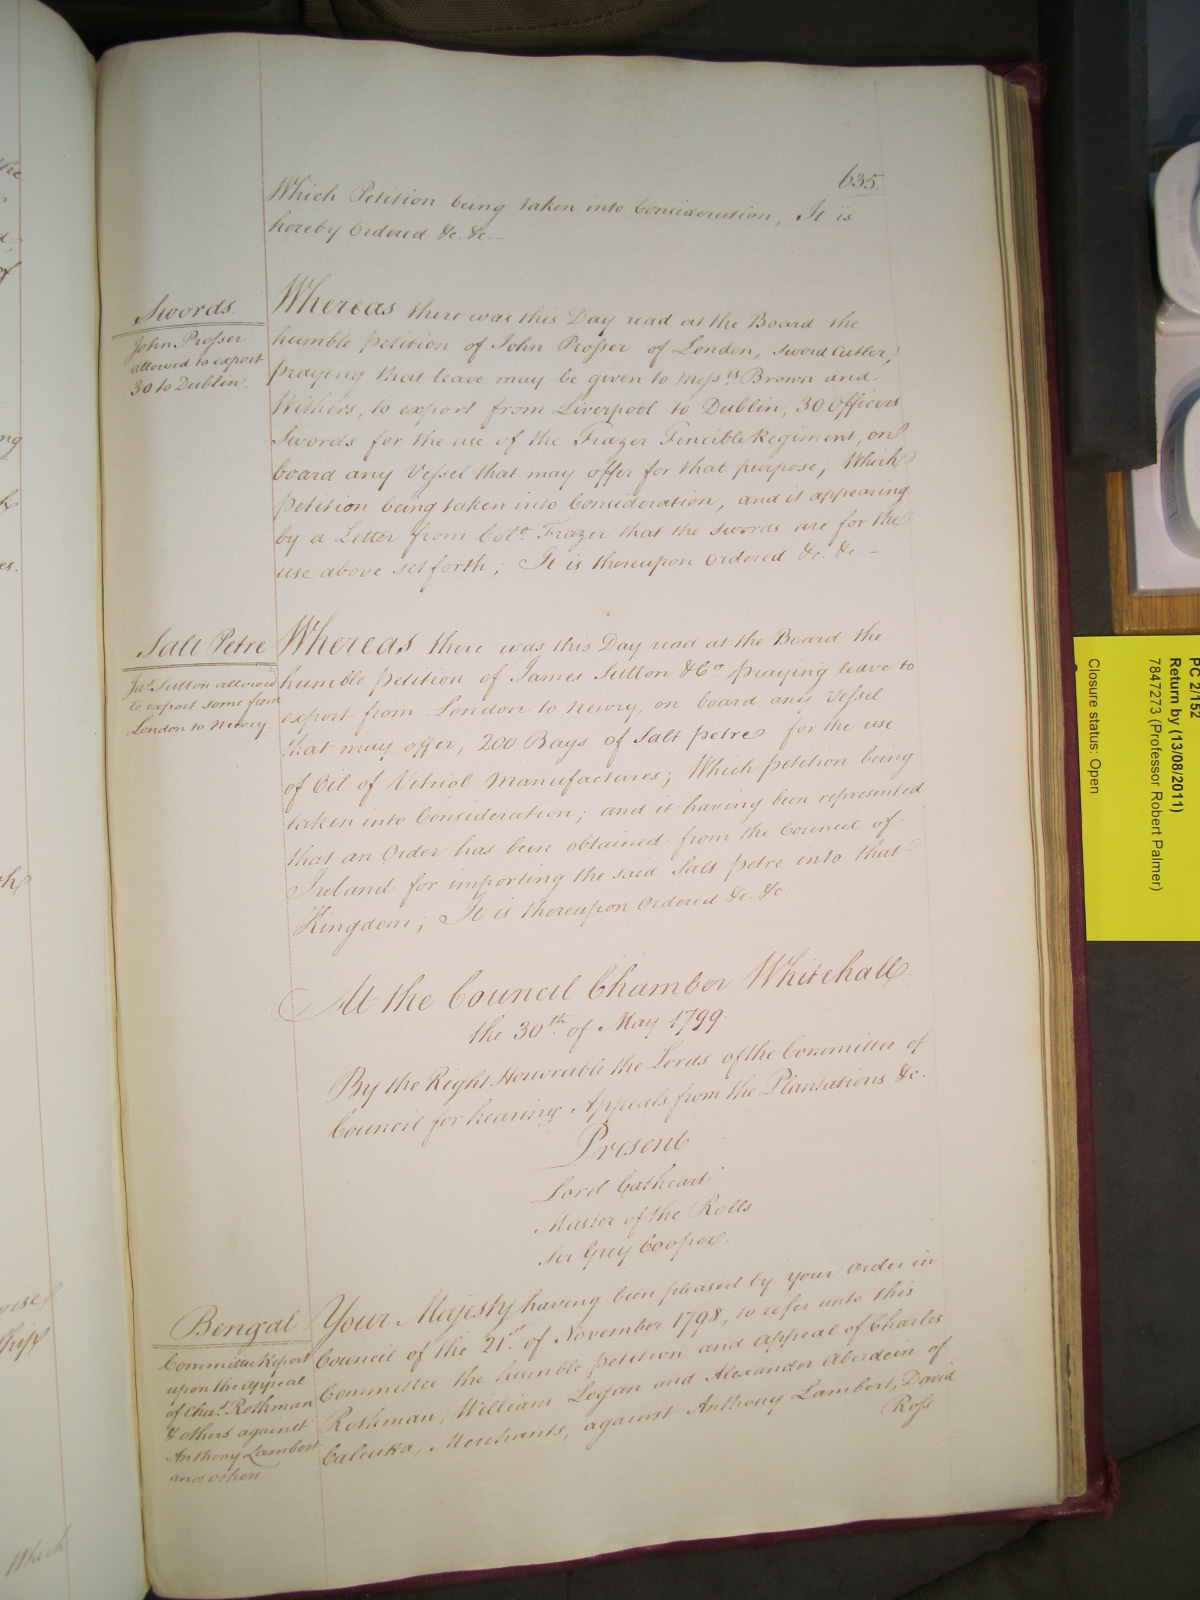 635
Which Petition being taken into Consideration, It is
hereby Ordered &c. &c.—
Swords.
John Prosser
allowed to export
30 to Dublin.
Whereas there was this Day read at the Board the
humble Petition of John Prosser of London, Sword Cutler,
praying that leave may be given to Messrs Brown and
Withers, to export from Liverpool to Dublin, 30 Officers
Swords for the use of the Frazer Fencible Regiment, on
board any Vessel that may offer for that purpose; Which
Petition being taken into Consideration, and it appearing
by a Letter from Colo. Frazer that the swords are for the
use above set forth; It is thereupon Ordered &c. &c—
Salt Petre
Jas. Sutton allowed
to export some from
London to Newry.
Whereas there was this Day read at the Board the
humble petition of James Sutton & Co. praying leave to
export from London to Newry, on board any Vessel
that may offer, 200 Bags of Salt petre for the use
of Oil of Vitriol Manufactures; Which petition being
taken into Consideration; and it having been represented
that an Order has been obtained from the Council of
Ireland for importing the said Salt petre into that
Kingdom; It is thereupon Ordered &c. &c.
At the Council Chamber Whitehall
the 30th. of May 1799
By the Right Honorable the Lords of the Committee of
Council for hearing Appeals from the Plantations &c.
Present
Lord Cathcart
Master of the Rolls
Sir Grey Cooper.
Bengal
Committee Report
upon the Appeal
of Chas. Rothman
& others against
Anthony Lambert
and others.
Your Majesty having been pleased by your Order in
Council of the 21st. of November 1798, to refer unto this
Committee the humble petition and Appeal of Charles
Rothman, William Logan and Alexander Aberdein of
Calcutta, Merchants, against Anthony Lambert, David
Ross
PC 2/152
Return by (13/08/2011)
7847273 (Professor Robert Palmer)
Closure status: Open
Which